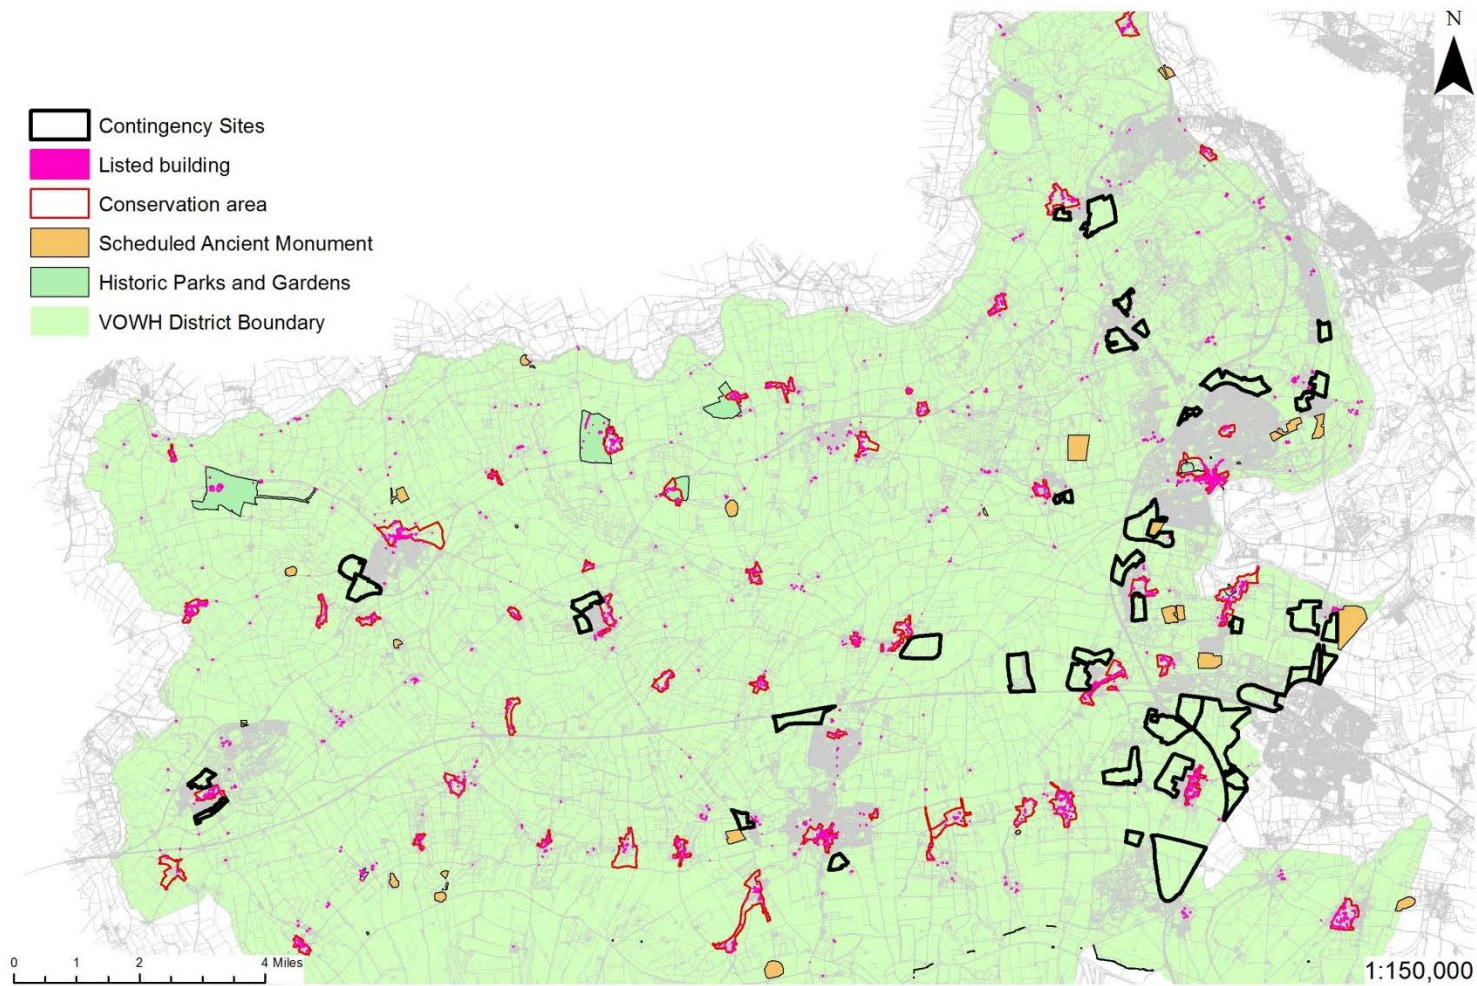 N
Contingency Sites
Listed building
Conservation area
Scheduled Ancient Monument
Historic Parks and Gardens
VOWH District Boundary
0 1 2 4 Miles
1:150,000